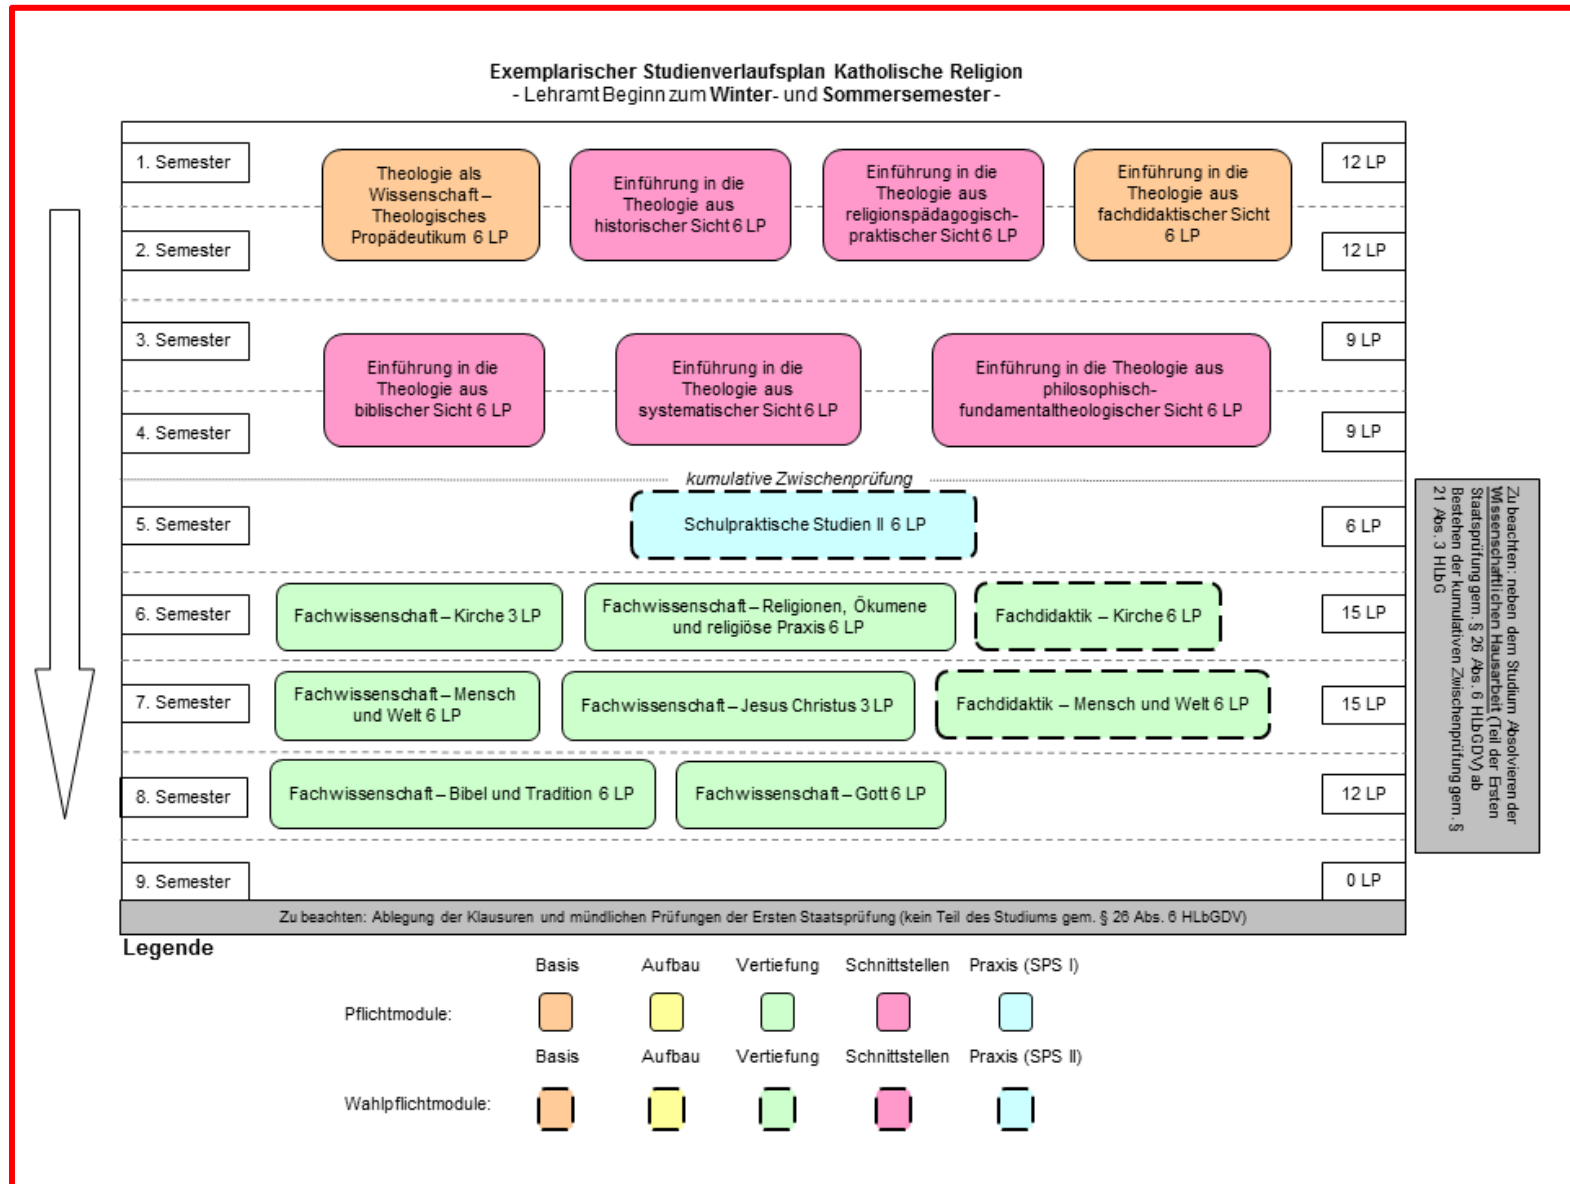 Exemplarischer Studienverlaufsplan Katholische Religion
- Lehramt Beginn zum Winter- und Sommersemester -
1. Semester
12 LP
Theologie als
Wissenschaft –
Theologisches
Propädeutikum 6 LP
Einführung in die
Theologie aus
historischer Sicht 6 LP
Einführung in die
Theologie aus
religionspädagogisch-
praktischer Sicht 6 LP
Einführung in die
Theologie aus
fachdidaktischer Sicht
6 LP
2. Semester
12 LP
3. Semester
9 LP
Einführung in die
Theologie aus
biblischer Sicht 6 LP
Einführung in die
Theologie aus
systematischer Sicht 6 LP
Einführung in die Theologie aus
philosophisch-
fundamentaltheologischer Sicht 6 LP
4. Semester
9 LP
kumulative Zwischenprüfung
5. Semester
Schulpraktische Studien II 6 LP
6 LP
6. Semester
Fachwissenschaft – Kirche 3 LP
Fachwissenschaft – Religionen, Ökumene
und religiöse Praxis 6 LP
Fachdidaktik – Kirche 6 LP
15 LP
7. Semester
Fachwissenschaft – Mensch
und Welt 6 LP
Fachwissenschaft – Jesus Christus 3 LP
Fachdidaktik – Mensch und Welt 6 LP
15 LP
8. Semester
Fachwissenschaft – Bibel und Tradition 6 LP
Fachwissenschaft – Gott 6 LP
12 LP
9. Semester
0 LP
Zu beachten: Ablegung der Klausuren und mündlichen Prüfungen der Ersten Staatsprüfung (kein Teil des Studiums gem. § 26 Abs. 6 HLbGDV)
Zu beachten: neben dem Studium Absolvieren der
Wissenschaftlichen Hausarbeit (Teil der Ersten
Staatsprüfung gem. § 26 Abs. 6 HLbGDV) ab
Bestehen der kumulativen Zwischenprüfung gem. §
21 Abs. 3 HLbG
Legende
Basis Aufbau Vertiefung Schnittstellen Praxis (SPS I)
Pflichtmodule:
Basis Aufbau Vertiefung Schnittstellen Praxis (SPS II)
Wahlpflichtmodule: